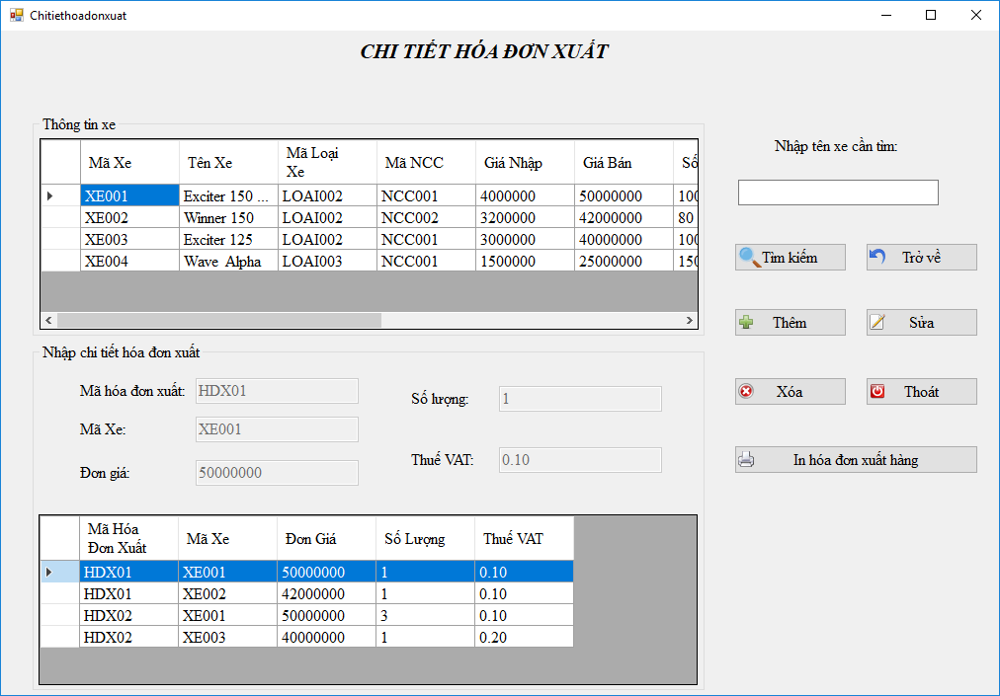 Chitiethoadonxuat
CHI TIẾT HÓA ĐƠN XUẤT
Thông tin xe
Mã Xe Tên Xe Mã Loại Xe Mã NCC Giá Nhập Giá Bán Số
XE001 Exciter 150 ... LOAI002 NCC001 4000000 50000000 100
XE002 Winner 150 LOAI002 NCC002 3200000 42000000 80
XE003 Exciter 125 LOAI002 NCC001 3000000 40000000 100
XE004 Wave Alpha LOAI003 NCC001 1500000 25000000 150
Nhập tên xe cần tìm:
Tìm kiếm Trở về
Thêm Sửa
Xóa Thoát
In hóa đơn xuất hàng
Nhập chi tiết hóa đơn xuất
Mã hóa đơn xuất: HDX01
Mã Xe: XE001
Đơn giá: 50000000
Số lượng: 1
Thuế VAT: 0.10
Mã Hóa Đơn Xuất Mã Xe Đơn Giá Số Lượng Thuế VAT
HDX01 XE001 50000000 1 0.10
HDX01 XE002 42000000 1 0.10
HDX02 XE001 50000000 3 0.10
HDX02 XE003 40000000 1 0.20